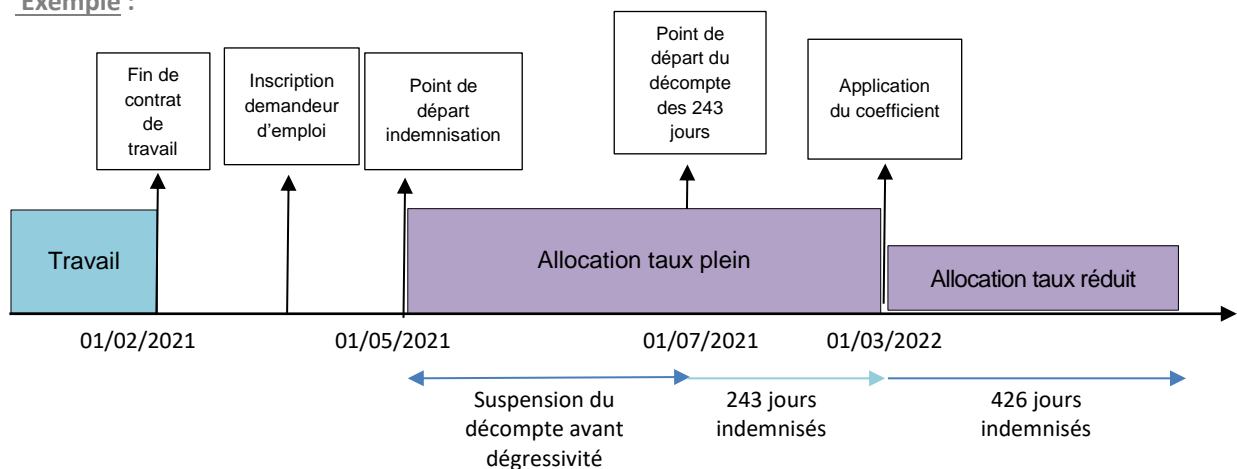 Exemple :
Fin de
contrat
de
travail
Inscription
demandeur
d’emploi
Point de
départ
indemnisation
Point de
départ du
décompte
des 243
jours
Application
du coefficient
Travail
Allocation taux plein
Allocation taux réduit
01/02/2021
01/05/2021
01/07/2021
01/03/2022
Suspension du
décompte avant
dégressivité
243 jours
indemnisés
426 jours
indemnisés